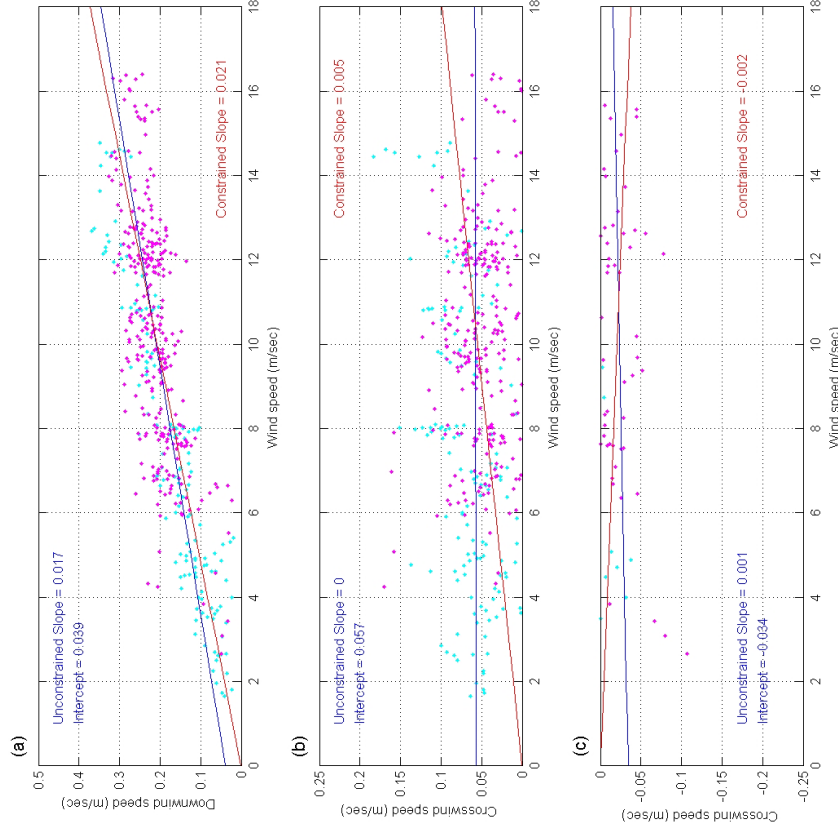 (a)
0.5
0.4
0.3
0.2
0.1
0
Downwind speed (m/sec)
Unconstrained Slope = 0.017
Intercept = 0.039
Constrained Slope = 0.021
0 2 4 6 8 10 12 14 16 18
Wind speed (m/sec)
(b)
0.25
0.2
0.15
0.1
0.05
0
Crosswind speed (m/sec)
Unconstrained Slope = 0
Intercept = 0.057
Constrained Slope = 0.005
0 2 4 6 8 10 12 14 16 18
Wind speed (m/sec)
(c)
0
-0.05
-0.1
-0.15
-0.2
-0.25
Crosswind speed (m/sec)
Unconstrained Slope = 0.001
Intercept = -0.034
Constrained Slope = -0.002
0 2 4 6 8 10 12 14 16 18
Wind speed (m/sec)